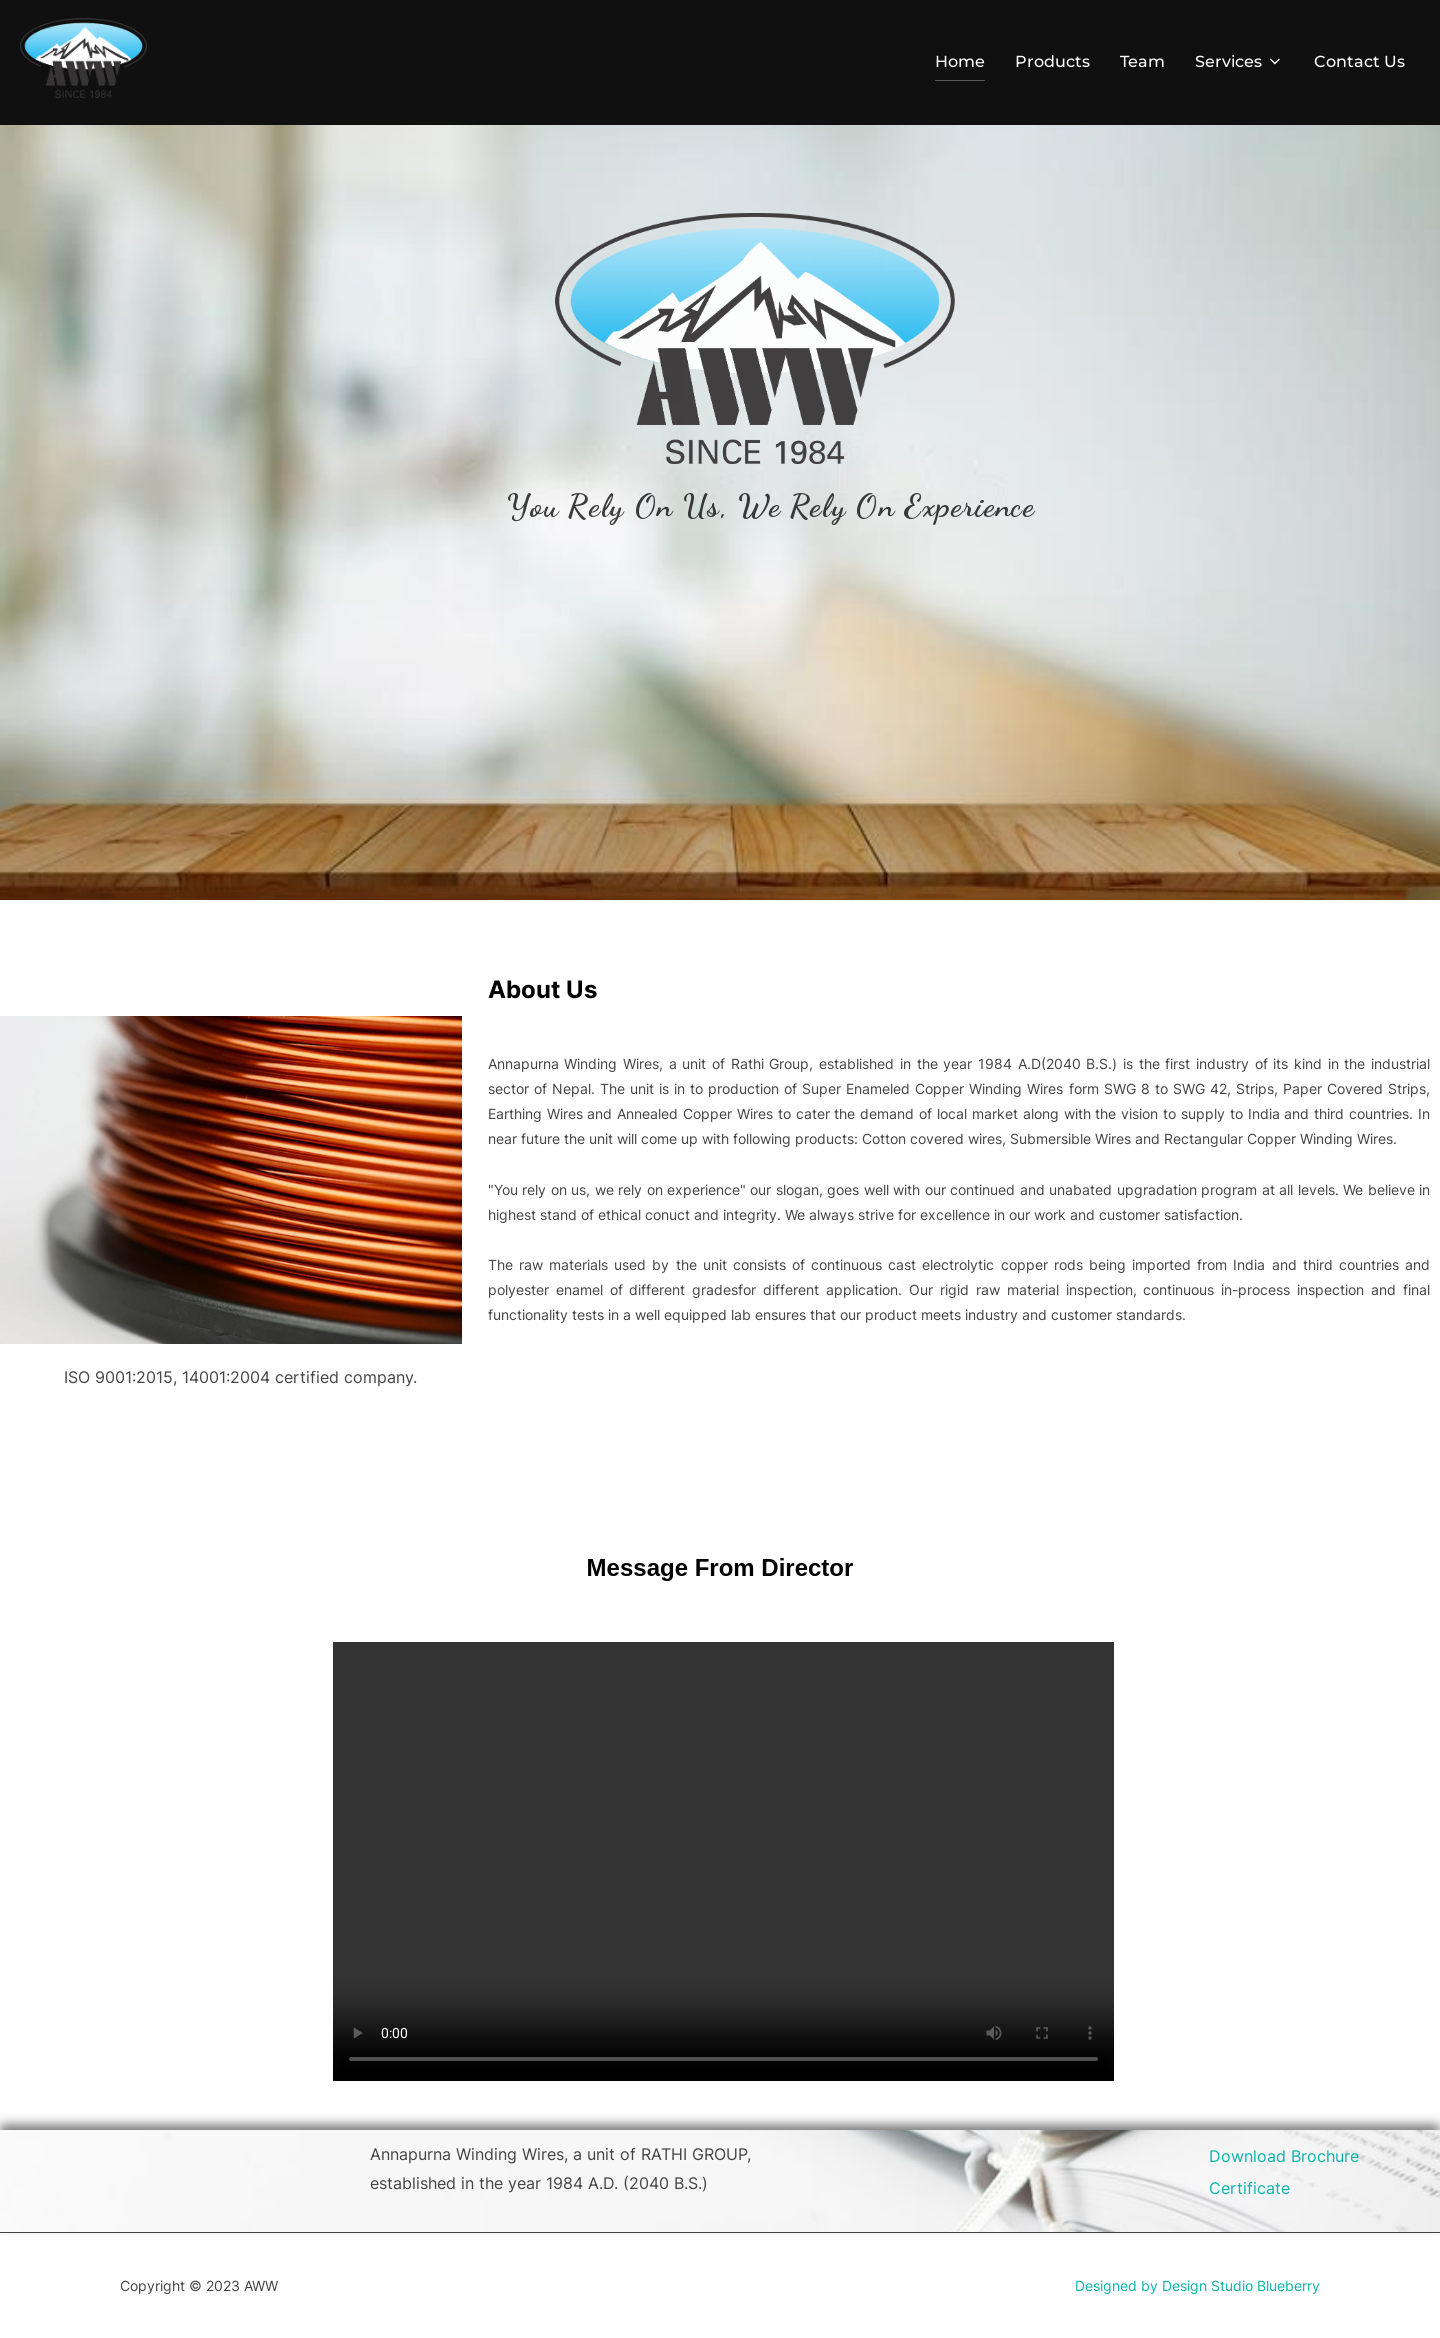 AWW
SINCE 1984
Home Products Team Services Contact Us
AWW
SINCE 1984
You Rely On Us, We Rely On Experience
About Us
Annapurna Winding Wires, a unit of Rathi Group, established in the year 1984 A.D(2040 B.S.) is the first industry of its kind in the industrial
sector of Nepal. The unit is in to production of Super Enameled Copper Winding Wires form SWG 8 to SWG 42, Strips, Paper Covered Strips,
Earthing Wires and Annealed Copper Wires to cater the demand of local market along with the vision to supply to India and third countries. In
near future the unit will come up with following products: Cotton covered wires, Submersible Wires and Rectangular Copper Winding Wires.
"You rely on us, we rely on experience" our slogan, goes well with our continued and unabated upgradation program at all levels. We believe in
highest stand of ethical conuct and integrity. We always strive for excellence in our work and customer satisfaction.
The raw materials used by the unit consists of continuous cast electrolytic copper rods being imported from India and third countries and
polyester enamel of different gradesfor different application. Our rigid raw material inspection, continuous in-process inspection and final
functionality tests in a well equipped lab ensures that our product meets industry and customer standards.
ISO 9001:2015, 14001:2004 certified company.
Message From Director
0:00
Annapurna Winding Wires, a unit of RATHI GROUP,
established in the year 1984 A.D. (2040 B.S.)
Download Brochure
Certificate
Copyright © 2023 AWW
Designed by Design Studio Blueberry